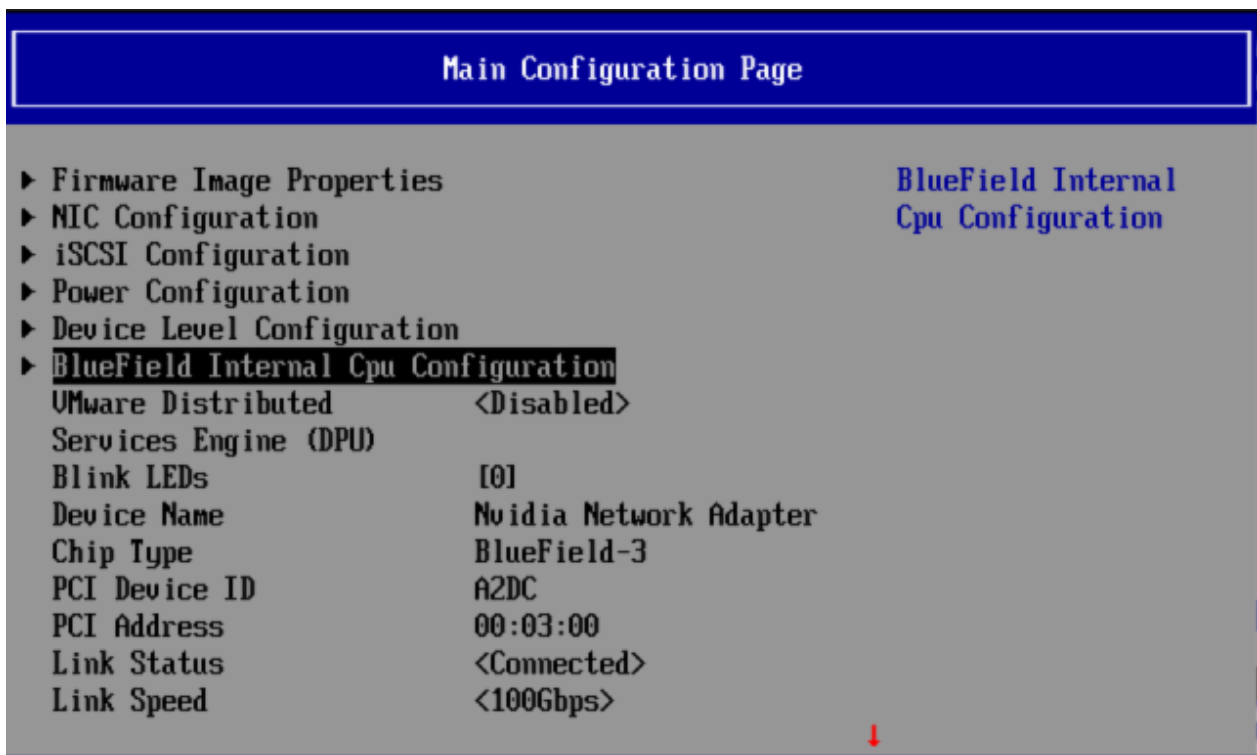 Main Configuration Page
Firmware Image Properties
NIC Configuration
iSCSI Configuration
Power Configuration
Device Level Configuration
BlueField Internal Cpu Configuration
VMware Distributed <Disabled>
Services Engine (DPU)
Blink LEDs [0]
Device Name Nvidia Network Adapter
Chip Type BlueField-3
PCI Device ID A2DC
PCI Address 00:03:00
Link Status <Connected>
Link Speed <100Gbps>
BlueField Internal
Cpu Configuration